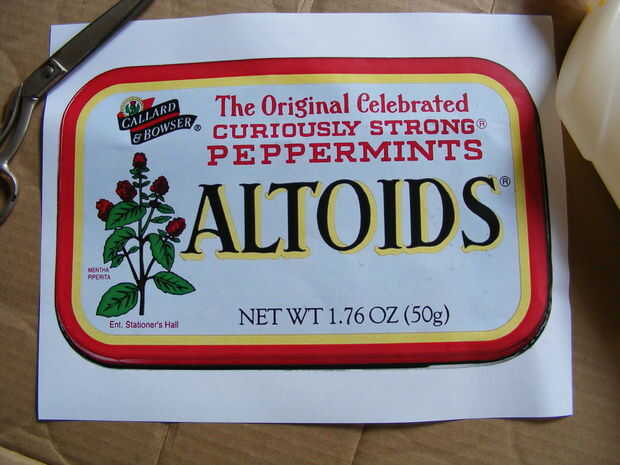 CALLARD
& BOWSER®
The Original Celebrated
CURIOUSLY STRONG®
PEPPERMINTS
ALTOIDS®
MENTHA
PIPERITA
Ent. Stationer's Hall
NET WT 1.76 OZ (50g)